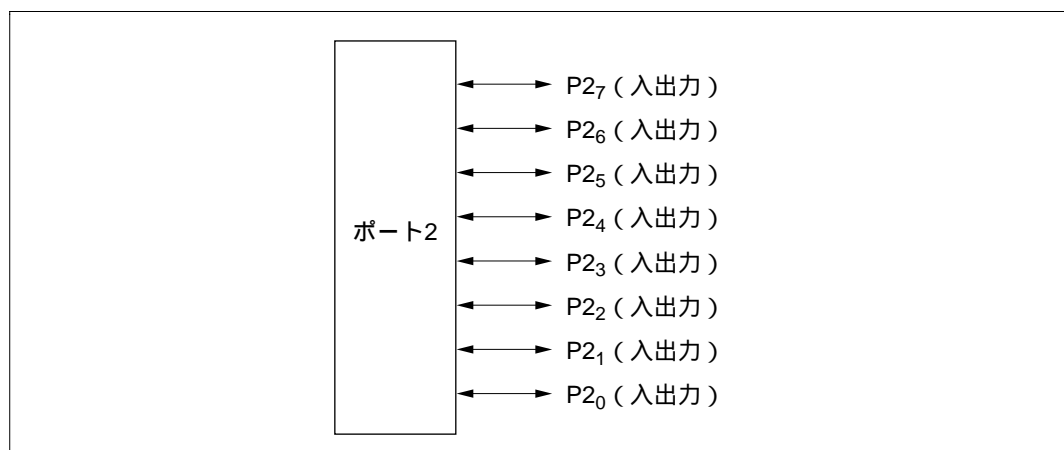 P2₇ ( 入出力 )
P2₆ ( 入出力 )
P2₅ ( 入出力 )
P2₄ ( 入出力 )
ポート2
P2₃ ( 入出力 )
P2₂ ( 入出力 )
P2₁ ( 入出力 )
P2₀ ( 入出力 )